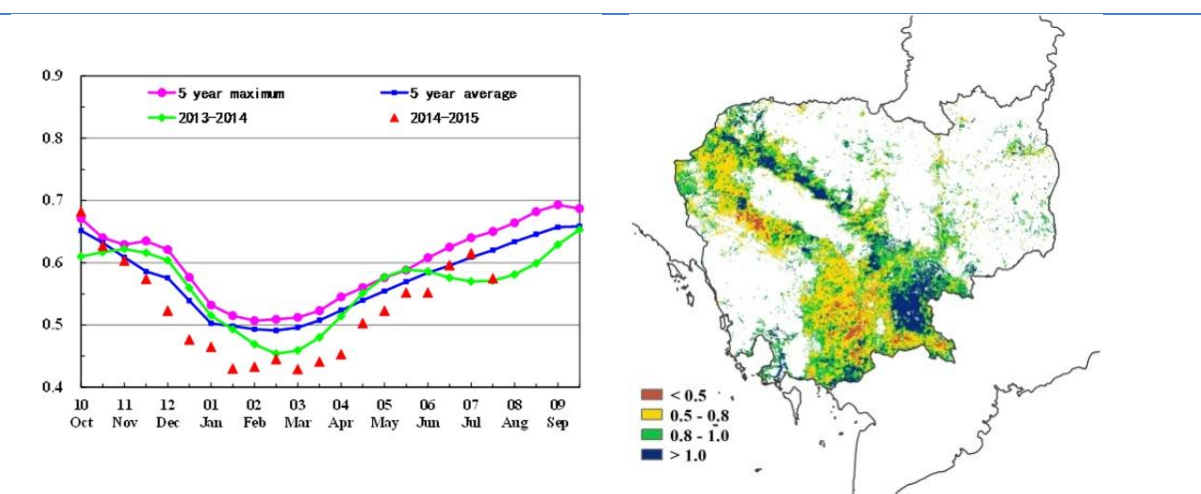 0.9
5 year maximum
5 year average
2013-2014
2014-2015
0.8
0.7
0.6
0.5
0.4
10 11 12 01 02 03 04 05 06 07 08 09
Oct Nov Dec Jan Feb Mar Apr May Jun Jul Aug Sep
< 0.5
0.5 - 0.8
0.8 - 1.0
> 1.0